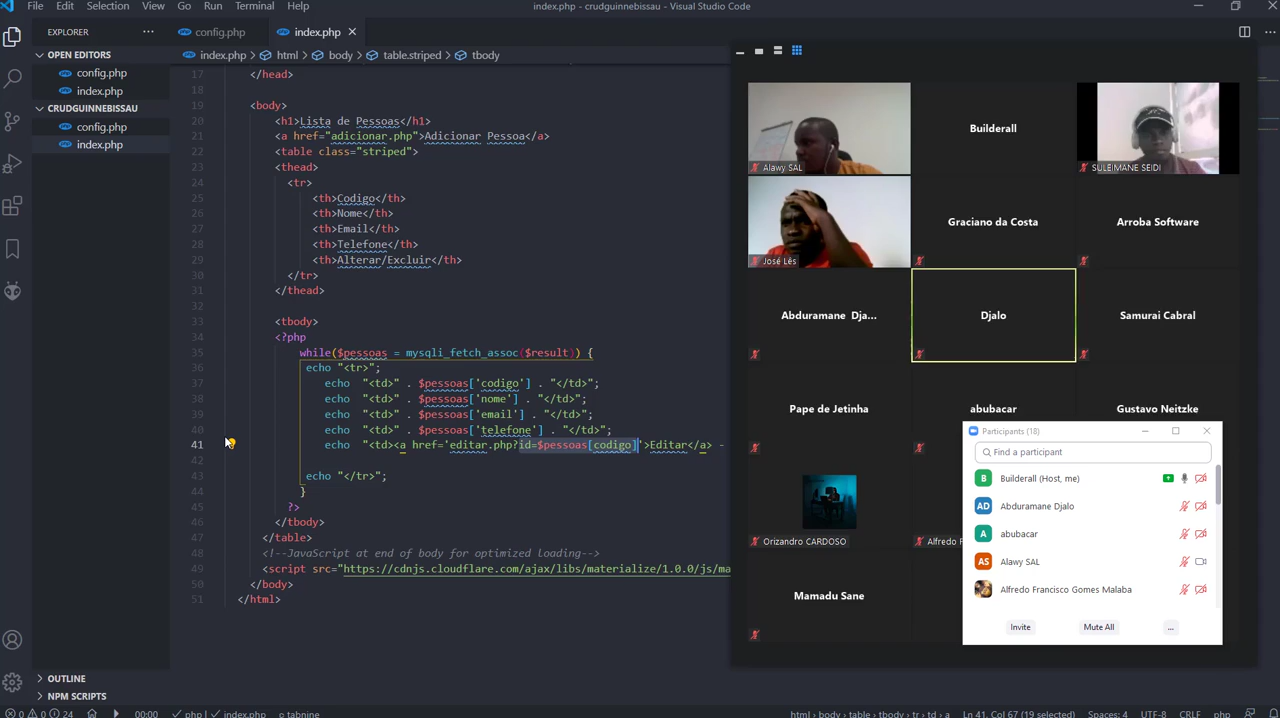 File Edit Selection View Go Run Terminal Help
index.php - crudguinnebissau - Visual Studio Code
EXPLORER
OPEN EDITORS
config.php
index.php
CRUDGUINNEBISSAU
config.php
index.php
OUTLINE
NPM SCRIPTS
config.php index.php
index.php > html > body > table.striped > tbody
17 </head>
18
19 <body>
20 <h1>Lista de Pessoas</h1>
21 <a href="adicionar.php">Adicionar Pessoa</a>
22 <table class="striped">
23 <thead>
24 <tr>
25 <th>Codigo</th>
26 <th>Nome</th>
27 <th>Email</th>
28 <th>Telefone</th>
29 <th>Alterar/Excluir</th>
30 </tr>
31 </thead>
32
33 <tbody>
34 <?php
35 while($pessoas = mysqli_fetch_assoc($result)) {
36 echo "<tr>";
37 echo "<td>" . $pessoas['codigo'] . "</td>";
38 echo "<td>" . $pessoas['nome'] . "</td>";
39 echo "<td>" . $pessoas['email'] . "</td>";
40 echo "<td>" . $pessoas['telefone'] . "</td>";
41 echo "<td><a href='editar.php?id=$pessoas[codigo]'>Editar</a> -
42
43 echo "</tr>";
44 }
45 ?>
46 </tbody>
47 </table>
48 <!--JavaScript at end of body for optimized loading-->
49 <script src="https://cdnjs.cloudflare.com/ajax/libs/materialize/1.0.0/js/ma
50 </body>
51 </html>
Alawy SAL
Builderall
SULEIMANE SEIDI
José Lês
Graciano da Costa
Arroba Software
Abduramane Dja...
Djalo
Samurai Cabral
Pape de Jetinha
abubacar
Gustavo Neitzke
Orizandro CARDOSO
Alfredo F
Mamadu Sane
Participants (18)
Find a participant
B Builderall (Host, me)
AD Abduramane Djalo
A abubacar
AS Alawy SAL
Alfredo Francisco Gomes Malaba
Invite Mute All ...
0 0 24 00:00 php | index.php tabnine
html > body > table > tbody > tr > td > a Ln 41, Col 67 (19 selected) Spaces: 4 UTF-8 CRLF php